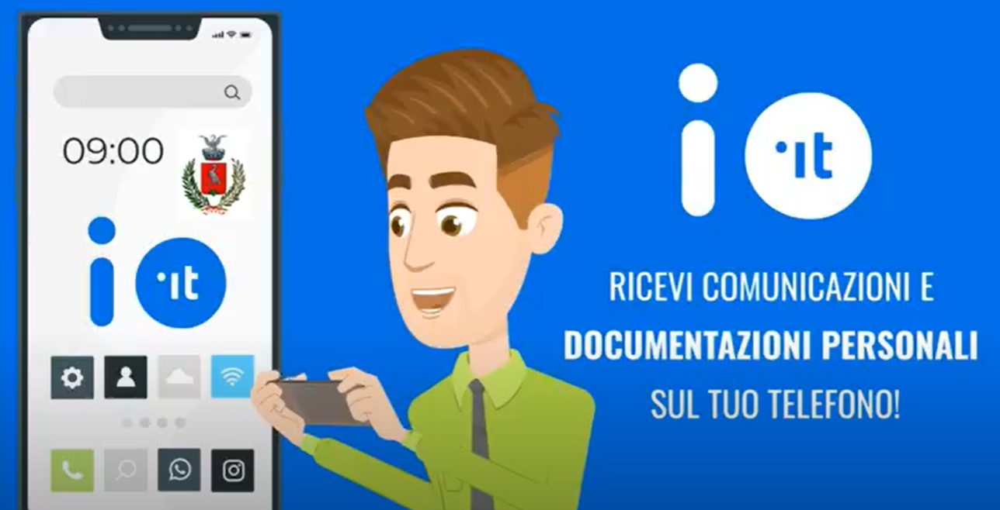 09:00
io
.it
io
.it
RICEVI COMUNICAZIONI E
DOCUMENTAZIONI PERSONALI
SUL TUO TELEFONO!